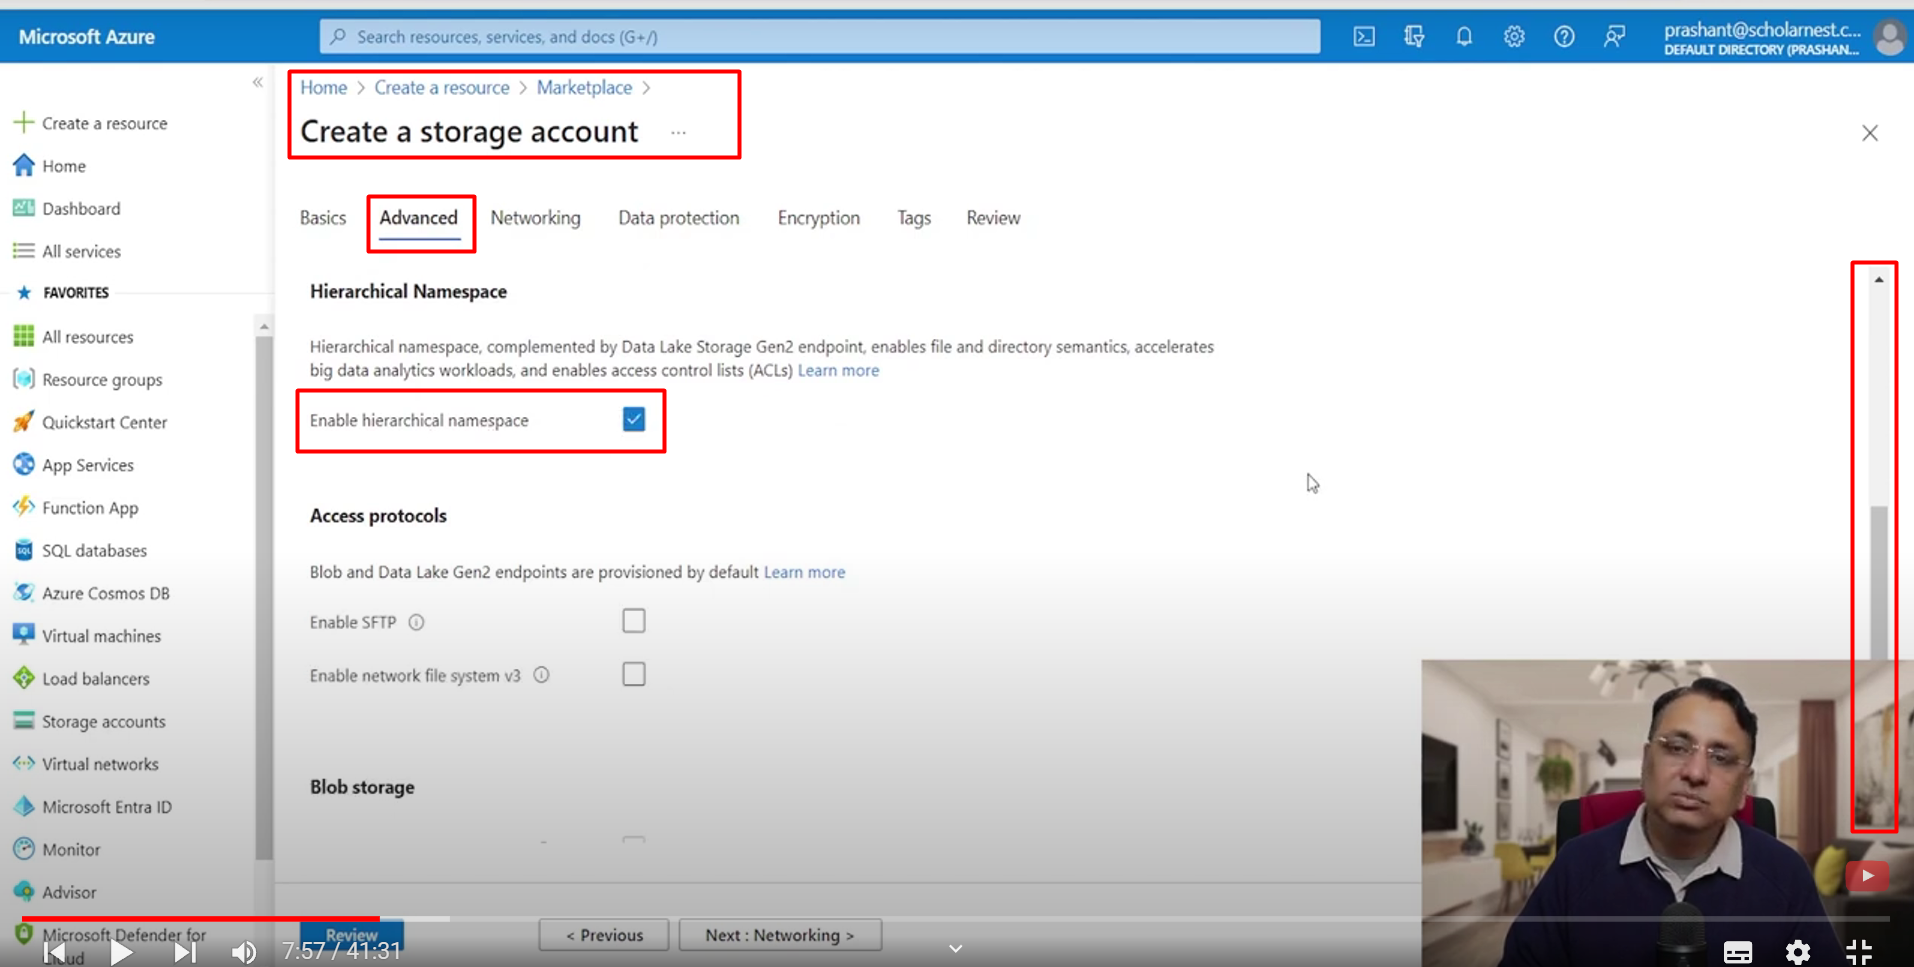 Microsoft Azure
Search resources, services, and docs (G+/)
prashant@scholarnest.c...
DEFAULT DIRECTORY (PRASHAN...
Create a resource
Home
Dashboard
All services
FAVORITES
All resources
Resource groups
Quickstart Center
App Services
Function App
SQL databases
Azure Cosmos DB
Virtual machines
Load balancers
Storage accounts
Virtual networks
Microsoft Entra ID
Monitor
Advisor
Microsoft Defender for
Cloud
Home > Create a resource > Marketplace >
Create a storage account ...
Basics Advanced Networking Data protection Encryption Tags Review
Hierarchical Namespace
Hierarchical namespace, complemented by Data Lake Storage Gen2 endpoint, enables file and directory semantics, accelerates
big data analytics workloads, and enables access control lists (ACLs) Learn more
Enable hierarchical namespace
Access protocols
Blob and Data Lake Gen2 endpoints are provisioned by default Learn more
Enable SFTP
Enable network file system v3
Blob storage
Review < Previous Next : Networking >
7:57 / 41:31